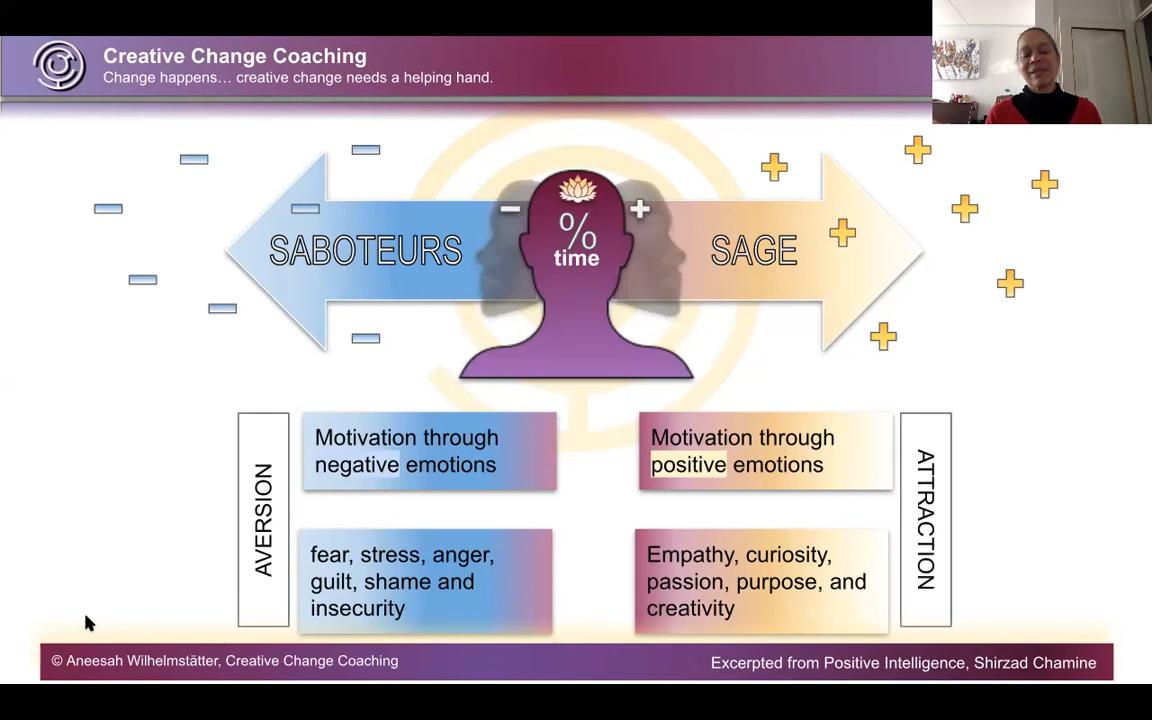 Creative Change Coaching
Change happens… creative change needs a helping hand.
SABOTEURS
%
time
SAGE
AVERSION
Motivation through
negative emotions
fear, stress, anger,
guilt, shame and
insecurity
Motivation through
positive emotions
Empathy, curiosity,
passion, purpose, and
creativity
ATTRACTION
© Aneesah Wilhelmstätter, Creative Change Coaching
Excerpted from Positive Intelligence, Shirzad Chamine